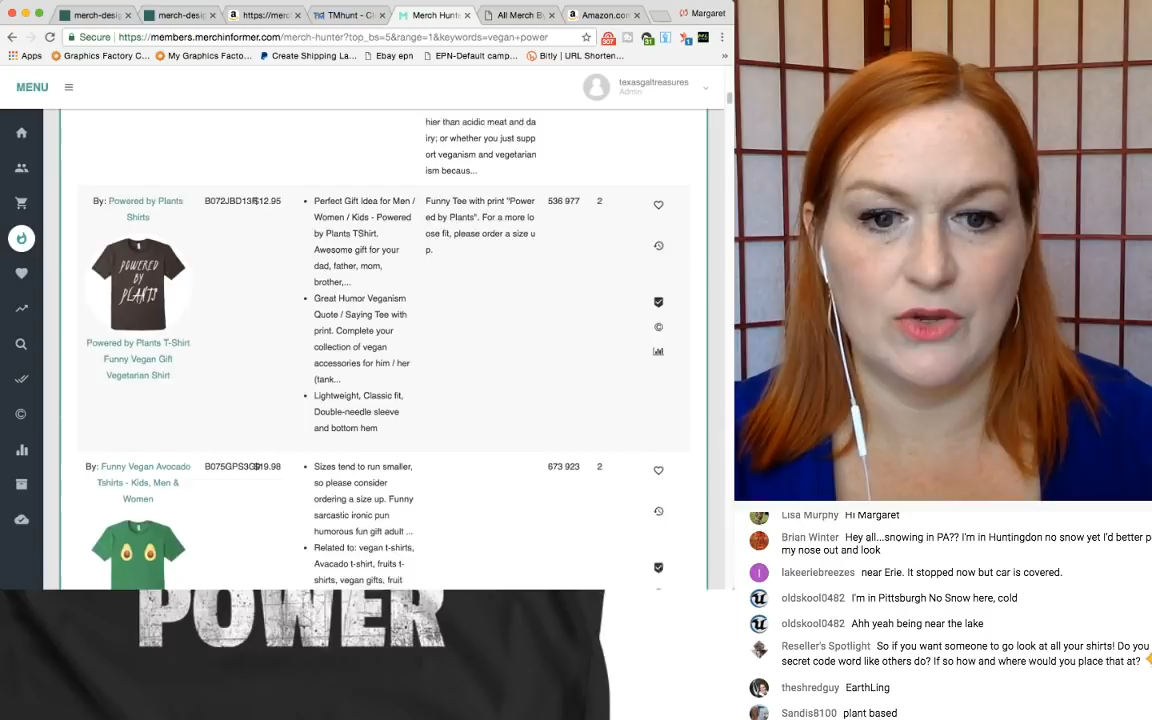 merch-desig
merch-desig
https://merc
TMhunt - C
Merch Hunt
All Merch B
Amazon.co
Margaret
Secure
https://members.merchinformer.com/merch-hunter?top_bs=5&range=1&keywords=vegan+power
Apps
Graphics Factory C...
My Graphics Facto...
Create Shipping La...
Ebay epn
EPN-Default camp...
Bitly | URL Shorten...
MENU
texasgaltreasures
Admin
hier than acidic meat and da
iry; or whether you just supp
ort veganism and vegetarian
ism becaus...
By: Powered by Plants
Shirts
$12.95
Perfect Gift Idea for Men /
Women / Kids - Powered
by Plants TShirt.
Awesome gift for your
dad, father, mom,
brother,...
Great Humor Veganism
Quote / Saying Tee with
print. Complete your
collection of vegan
accessories for him / her
(tank...
Lightweight, Classic fit,
Double-needle sleeve
and bottom hem
Funny Tee with print "Power
ed by Plants". For a more lo
ose fit, please order a size u
p.
536 977
2
POWERED
BY
PLANTS
Powered by Plants T-Shirt
Funny Vegan Gift
Vegetarian Shirt
By: Funny Vegan Avocado
Tshirts - Kids, Men &
Women
$19.98
Sizes tend to run smaller,
so please consider
ordering a size up. Funny
sarcastic ironic pun
humorous fun gift adult ...
Related to: vegan t-shirts,
Avacado t-shirt, fruits t-
shirts, vegan gifts, fruit
673 923
2
POWER
Lisa Murphy Hi Margaret
Brian Winter Hey all...snowing in PA?? I'm in Huntingdon no snow yet I'd better p
my nose out and look
lakeeriebreezes near Erie. It stopped now but car is covered.
oldskool0482 I'm in Pittsburgh No Snow here, cold
oldskool0482 Ahh yeah being near the lake
Reseller's Spotlight So if you want someone to go look at all your shirts! Do you
secret code word like others do? If so how and where would you place that at?
theshredguy EarthLing
Sandis8100 plant based